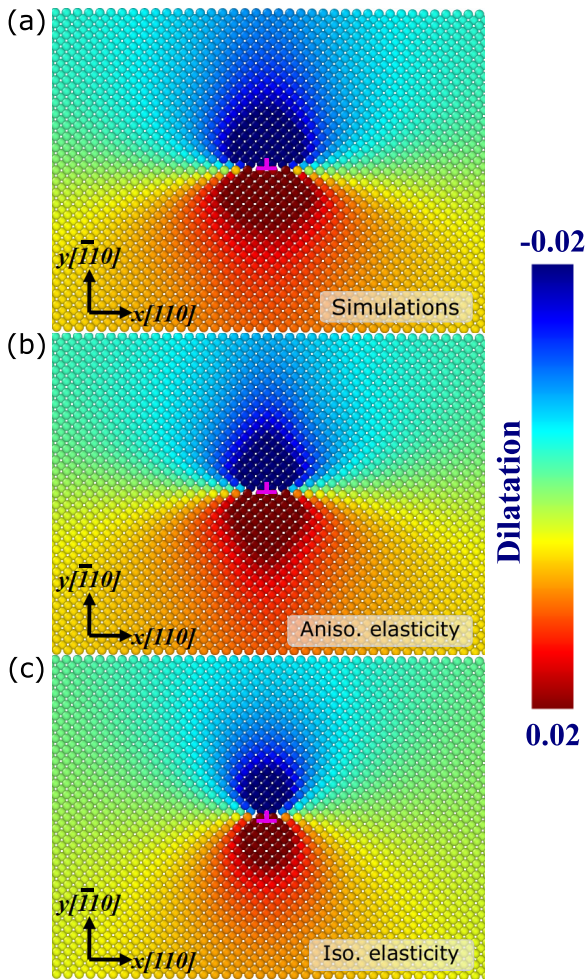 (a)
y[1̄10]
x[110]
Simulations
(b)
y[1̄10]
x[110]
Aniso. elasticity
(c)
y[1̄10]
x[110]
Iso. elasticity
-0.02
Dilatation
0.02